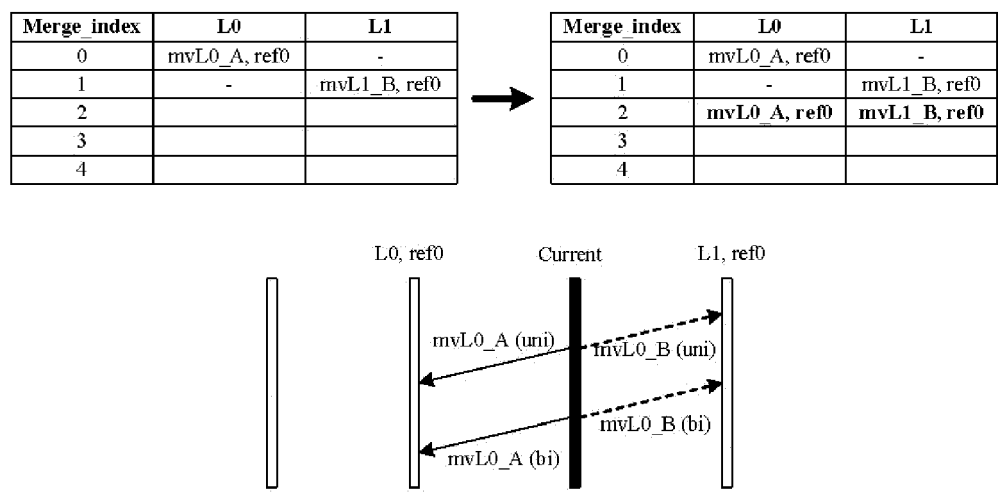 Merge_index L0 L1
0 mvL0_A, ref0 -
1 - mvL1_B, ref0
2
3
4
Merge_index L0 L1
0 mvL0_A, ref0 -
1 - mvL1_B, ref0
2 mvL0_A, ref0 mvL1_B, ref0
3
4
L0, ref0 Current L1, ref0
mvL0_A (uni) mvL0_B (uni)
mvL0_B (bi)
mvL0_A (bi)